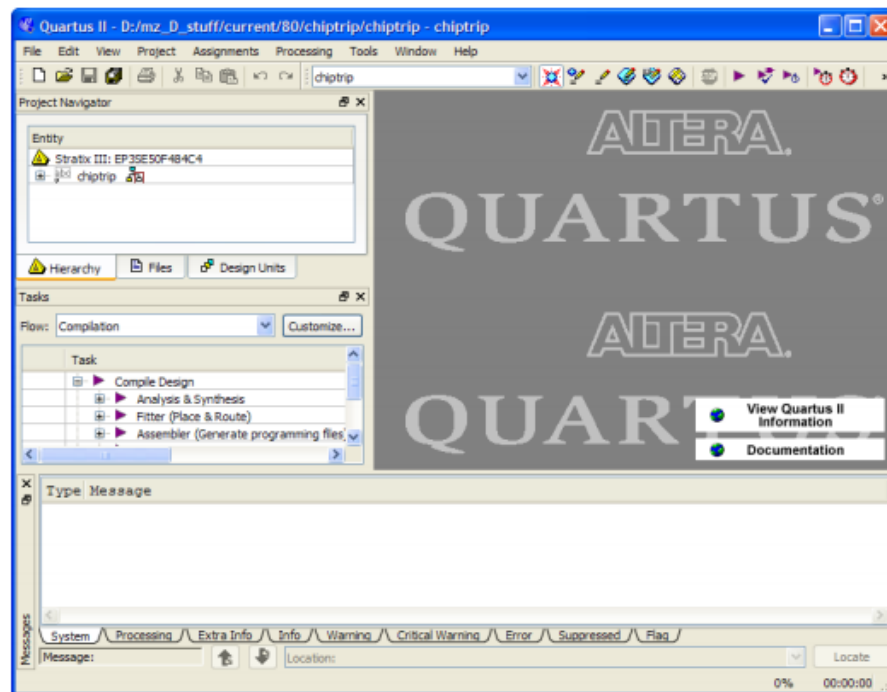 Quartus II - D:/mz_D_stuff/current/80/chiptrip/chiptrip - chiptrip
File Edit View Project Assignments Processing Tools Window Help
chiptrip
Project Navigator
Entity
Stratix III: EP3SE50F484C4
chiptrip
Hierarchy Files Design Units
Tasks
Flow: Compilation Customize...
Task
Compile Design
Analysis & Synthesis
Fitter (Place & Route)
Assembler (Generate programming files)
ALTERA.
QUARTUS®
ALTERA.
QUARTUS
View Quartus II
Information
Documentation
Type Message
Messages
System Processing Extra Info Info Warning Critical Warning Error Suppressed Flag
Message: Location: Locate
0% 00:00:00